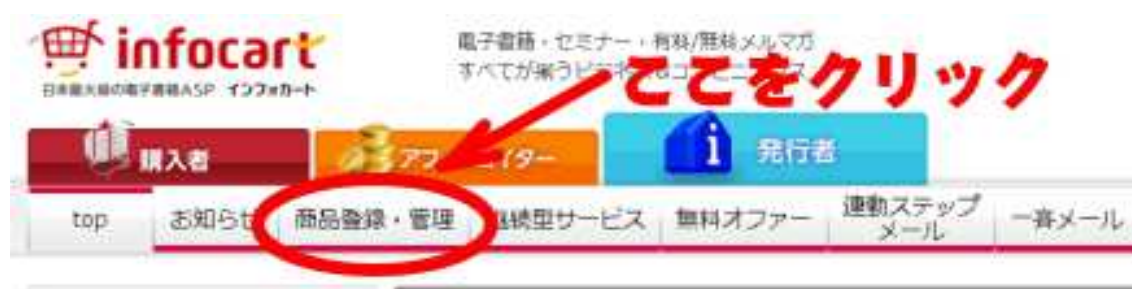 infocart
日本最大級の電子書籍ASP インフォカート
電子書籍・セミナー・有料/無料メルマガ
すべてが揃う
ここをクリック
購入者
発行者
top
お知らせ
商品登録・管理
継続型サービス
無料オファー
連動ステップ
メール
一斉メール